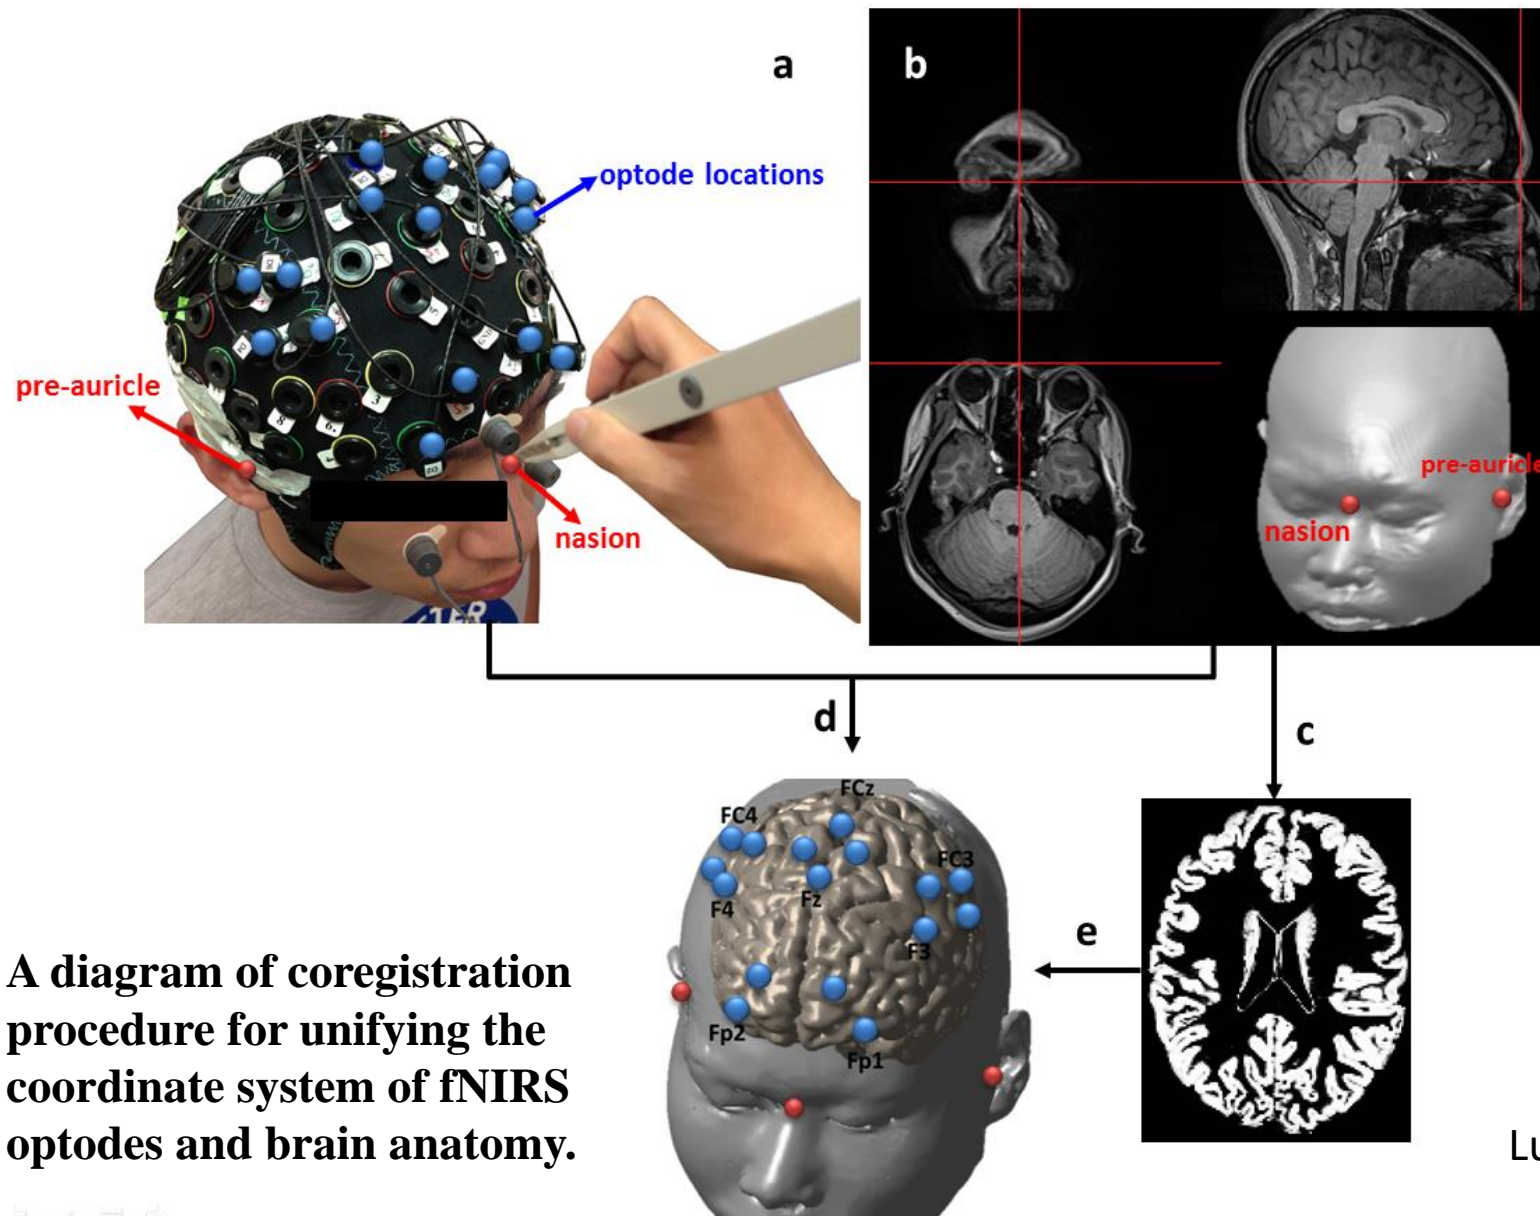 a
b
optode locations
pre-auricle
nasion
pre-auricle
nasion
d
c
FCz
FC4
FC3
F4
Fz
F3
e
Fp2
Fp1
A diagram of coregistration
procedure for unifying the
coordinate system of fNIRS
optodes and brain anatomy.
Lu